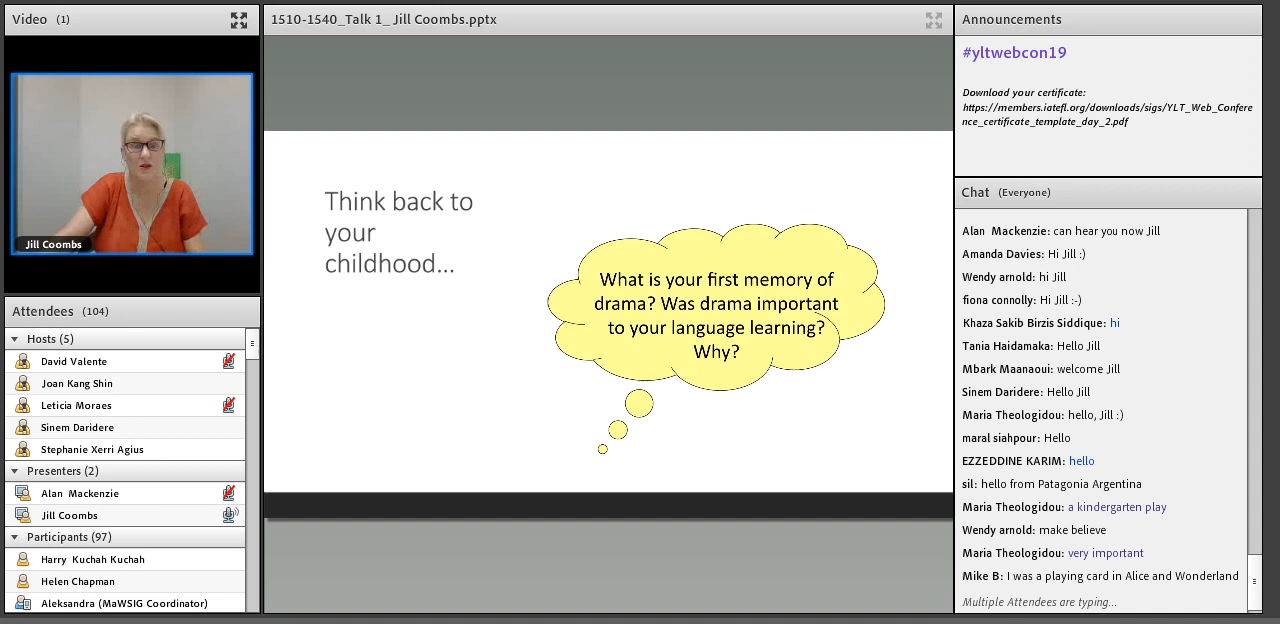 Video (1)
Jill Coombs
Attendees (104)
Hosts (5)
David Valente
Joan Kang Shin
Leticia Moraes
Sinem Daridere
Stephanie Xerri Agius
Presenters (2)
Alan Mackenzie
Jill Coombs
Participants (97)
Harry Kuchah Kuchah
Helen Chapman
Aleksandra (MaWSIG Coordinator)
1510-1540_Talk 1_ Jill Coombs.pptx
Think back to
your
childhood...
What is your first memory of
drama? Was drama important
to your language learning?
Why?
Announcements
#yltwebcon19
Download your certificate:
https://members.iatefl.org/downloads/sigs/YLT_Web_Confere
nce_certificate_template_day_2.pdf
Chat (Everyone)
Alan Mackenzie: can hear you now Jill
Amanda Davies: Hi Jill :)
Wendy arnold: hi Jill
fiona connolly: Hi Jill :-)
Khaza Sakib Birzis Siddique: hi
Tania Haidamaka: Hello Jill
Mbark Maanaoui: welcome Jill
Sinem Daridere: Hello Jill
Maria Theologidou: hello, Jill :)
maral siahpour: Hello
EZZEDDINE KARIM: hello
sil: hello from Patagonia Argentina
Maria Theologidou: a kindergarten play
Wendy arnold: make believe
Maria Theologidou: very important
Mike B: I was a playing card in Alice and Wonderland
Multiple Attendees are typing...